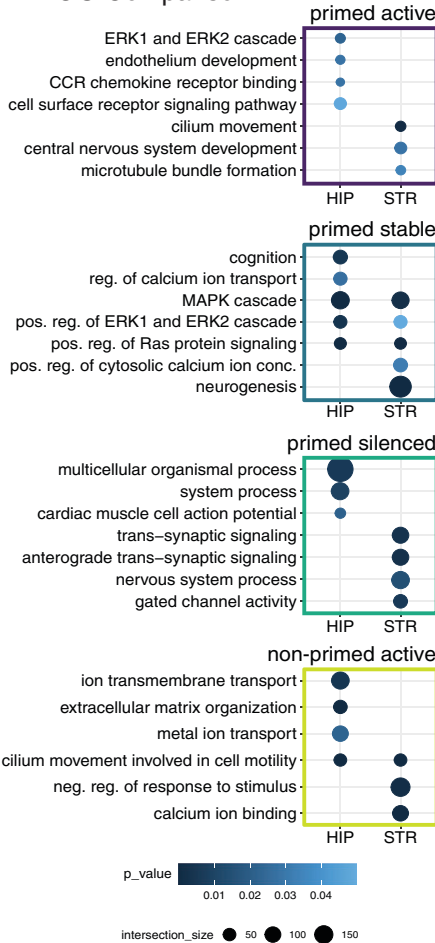 primed active
ERK1 and ERK2 cascade
endothelium development
CCR chemokine receptor binding
cell surface receptor signaling pathway
cilium movement
central nervous system development
microtubule bundle formation
HIP STR
primed stable
cognition
reg. of calcium ion transport
MAPK cascade
pos. reg. of ERK1 and ERK2 cascade
pos. reg. of Ras protein signaling
pos. reg. of cytosolic calcium ion conc.
neurogenesis
HIP STR
primed silenced
multicellular organismal process
system process
cardiac muscle cell action potential
trans−synaptic signaling
anterograde trans−synaptic signaling
nervous system process
gated channel activity
HIP STR
non-primed active
ion transmembrane transport
extracellular matrix organization
metal ion transport
cilium movement involved in cell motility
neg. reg. of response to stimulus
calcium ion binding
HIP STR
p_value
0.01 0.02 0.03 0.04
intersection_size 50 100 150